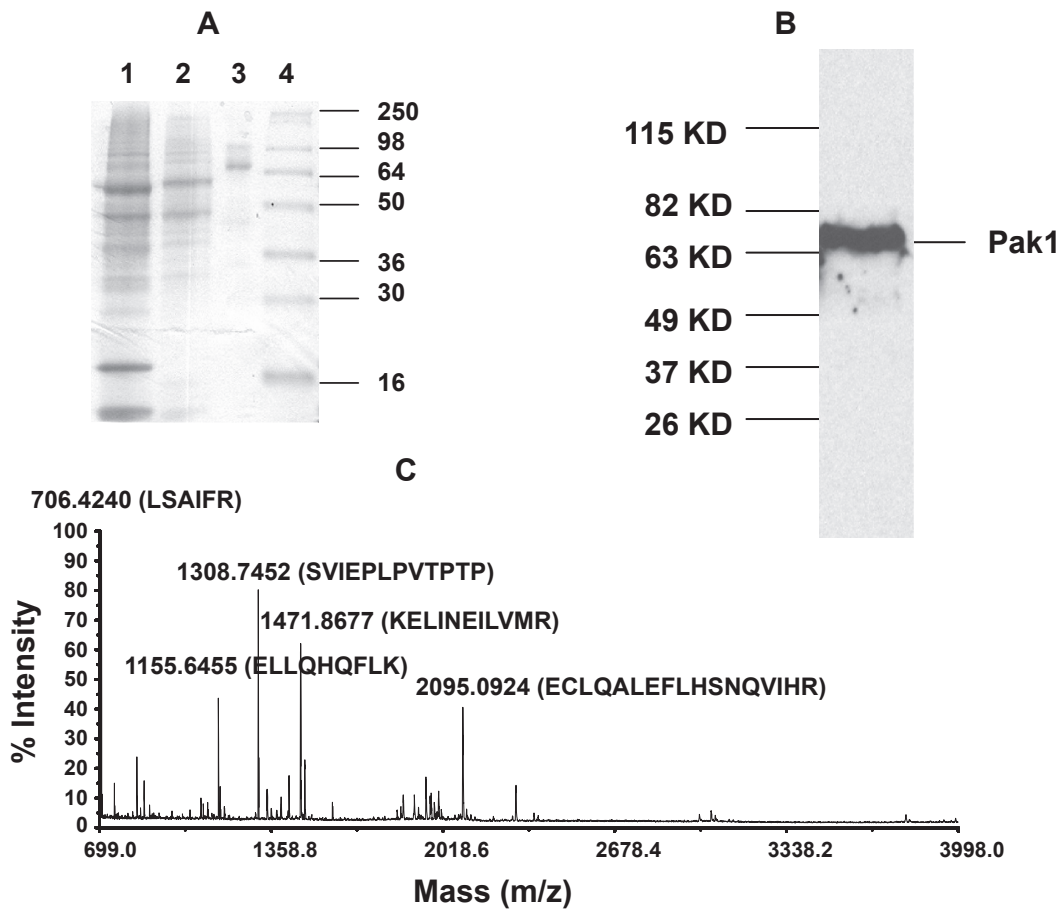 A
1 2 3 4
250
98
64
50
36
30
16
B
115 KD
82 KD
63 KD
49 KD
37 KD
26 KD
Pak1
C
706.4240 (LSAIFR)
1308.7452 (SVIEPLPVTPTP)
1471.8677 (KELINEILVMR)
1155.6455 (ELLQHQFLK)
2095.0924 (ECLQALEFLHSNQVIHR)
% Intensity
100
90
80
70
60
50
40
30
20
10
0
699.0 1358.8 2018.6 2678.4 3338.2 3998.0
Mass (m/z)